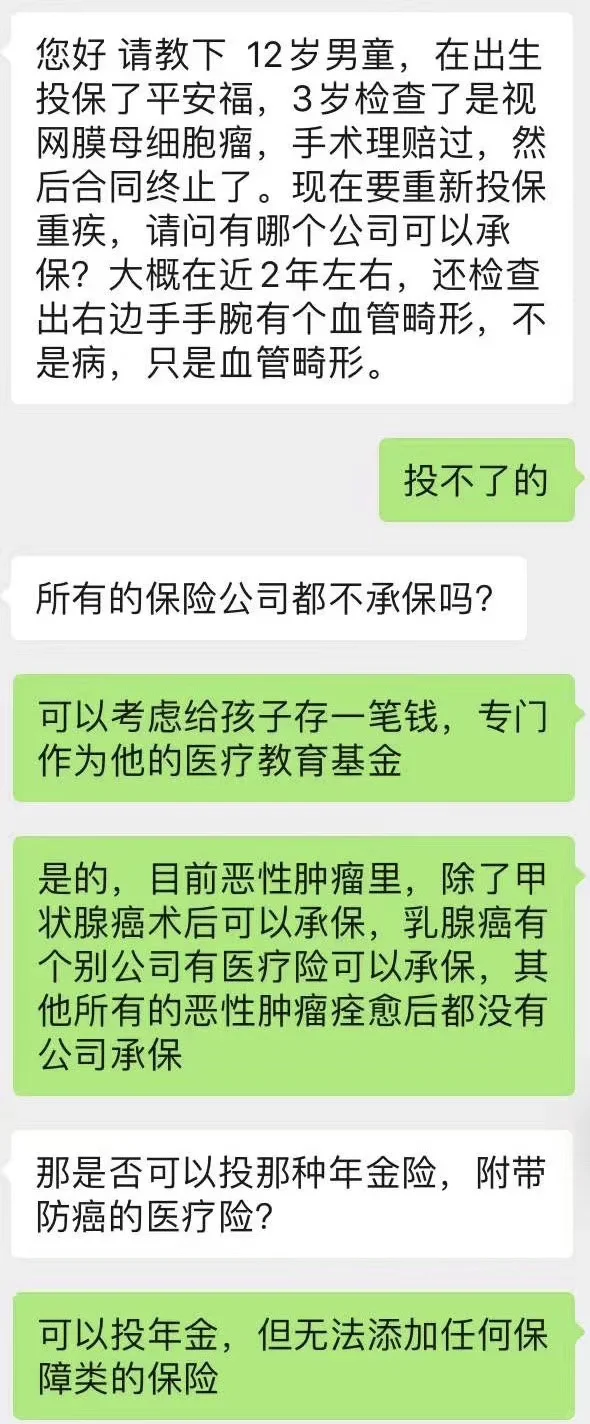 您好 请教下 12岁男童，在出生
投保了平安福，3岁检查了是视
网膜母细胞瘤，手术理赔过，然
后合同终止了。现在要重新投保
重疾，请问有哪个公司可以承
保？大概在近2年左右，还检查
出右边手手腕有个血管畸形，不
是病，只是血管畸形。
投不了的
所有的保险公司都不承保吗？
可以考虑给孩子存一笔钱，专门
作为他的医疗教育基金
是的，目前恶性肿瘤里，除了甲
状腺癌术后可以承保，乳腺癌有
个别公司有医疗险可以承保，其
他所有的恶性肿瘤痊愈后都没有
公司承保
那是否可以投那种年金险，附带
防癌的医疗险？
可以投年金，但无法添加任何保
障类的保险